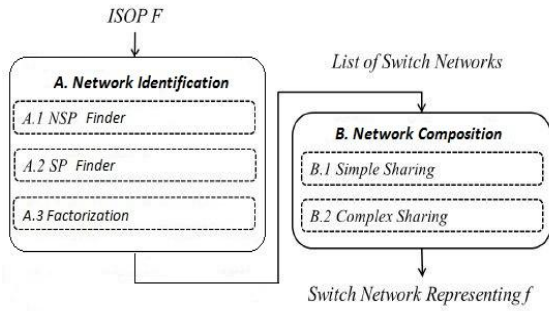 ISOP F
A. Network Identification
A.1 NSP Finder
A.2 SP Finder
A.3 Factorization
List of Switch Networks
B. Network Composition
B.1 Simple Sharing
B.2 Complex Sharing
Switch Network Representing f